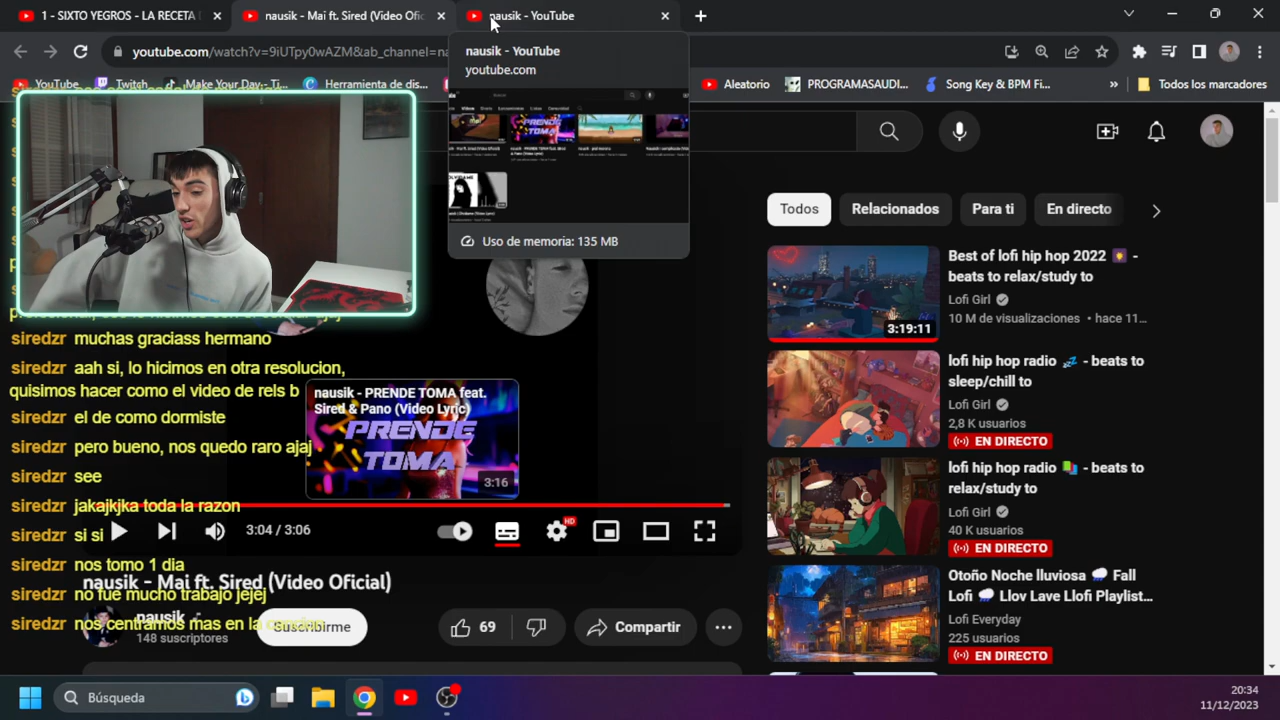 1 - SIXTO YEGROS - LA RECETA
nausik - Mai ft. Sired (Video Ofic
nausik - YouTube
youtube.com/watch?v=9iUTpy0wAZM&ab_channel=na
nausik - YouTube
youtube.com
Uso de memoria: 135 MB
YouTube
Twitch
Make Your Day - Ti...
Herramienta de dis...
Aleatorio
PROGRAMASAUDI...
Song Key & BPM Fi...
»
Todos los marcadores
Todos
Relacionados
Para ti
En directo
PRENDE
TOMA
siredzr muchas graciass hermano
siredzr aah si, lo hicimos en otra resolucion,
quisimos hacer como el video de rels b
siredzr el de como dormiste
siredzr pero bueno, nos quedo raro ajaj
siredzr see
siredzr jakajkjka toda la razon
siredzr si si
siredzr nos tomo 1 dia
siredzr no fue mucho trabajo jejej
siredzr nos centramos mas en la
nausik - PRENDE TOMA feat.
Sired & Pano (Video Lyric)
PRENDE
TOMA
3:16
3:04 / 3:06
HD
nausik - Mai ft. Sired (Video Oficial)
nausik
148 suscriptores
Suscribirme
69
Compartir
Best of lofi hip hop 2022 🎇 -
beats to relax/study to
Lofi Girl
10 M de visualizaciones • hace 11...
3:19:11
lofi hip hop radio 💤 - beats to
sleep/chill to
Lofi Girl
2,8 K usuarios
EN DIRECTO
lofi hip hop radio 📚 - beats to
relax/study to
Lofi Girl
40 K usuarios
EN DIRECTO
Otoño Noche lluviosa 🌧 Fall
Lofi 🌧 Llov Lave Llofi Playlist...
Lofi Everyday
225 usuarios
EN DIRECTO
Búsqueda
20:34
11/12/2023